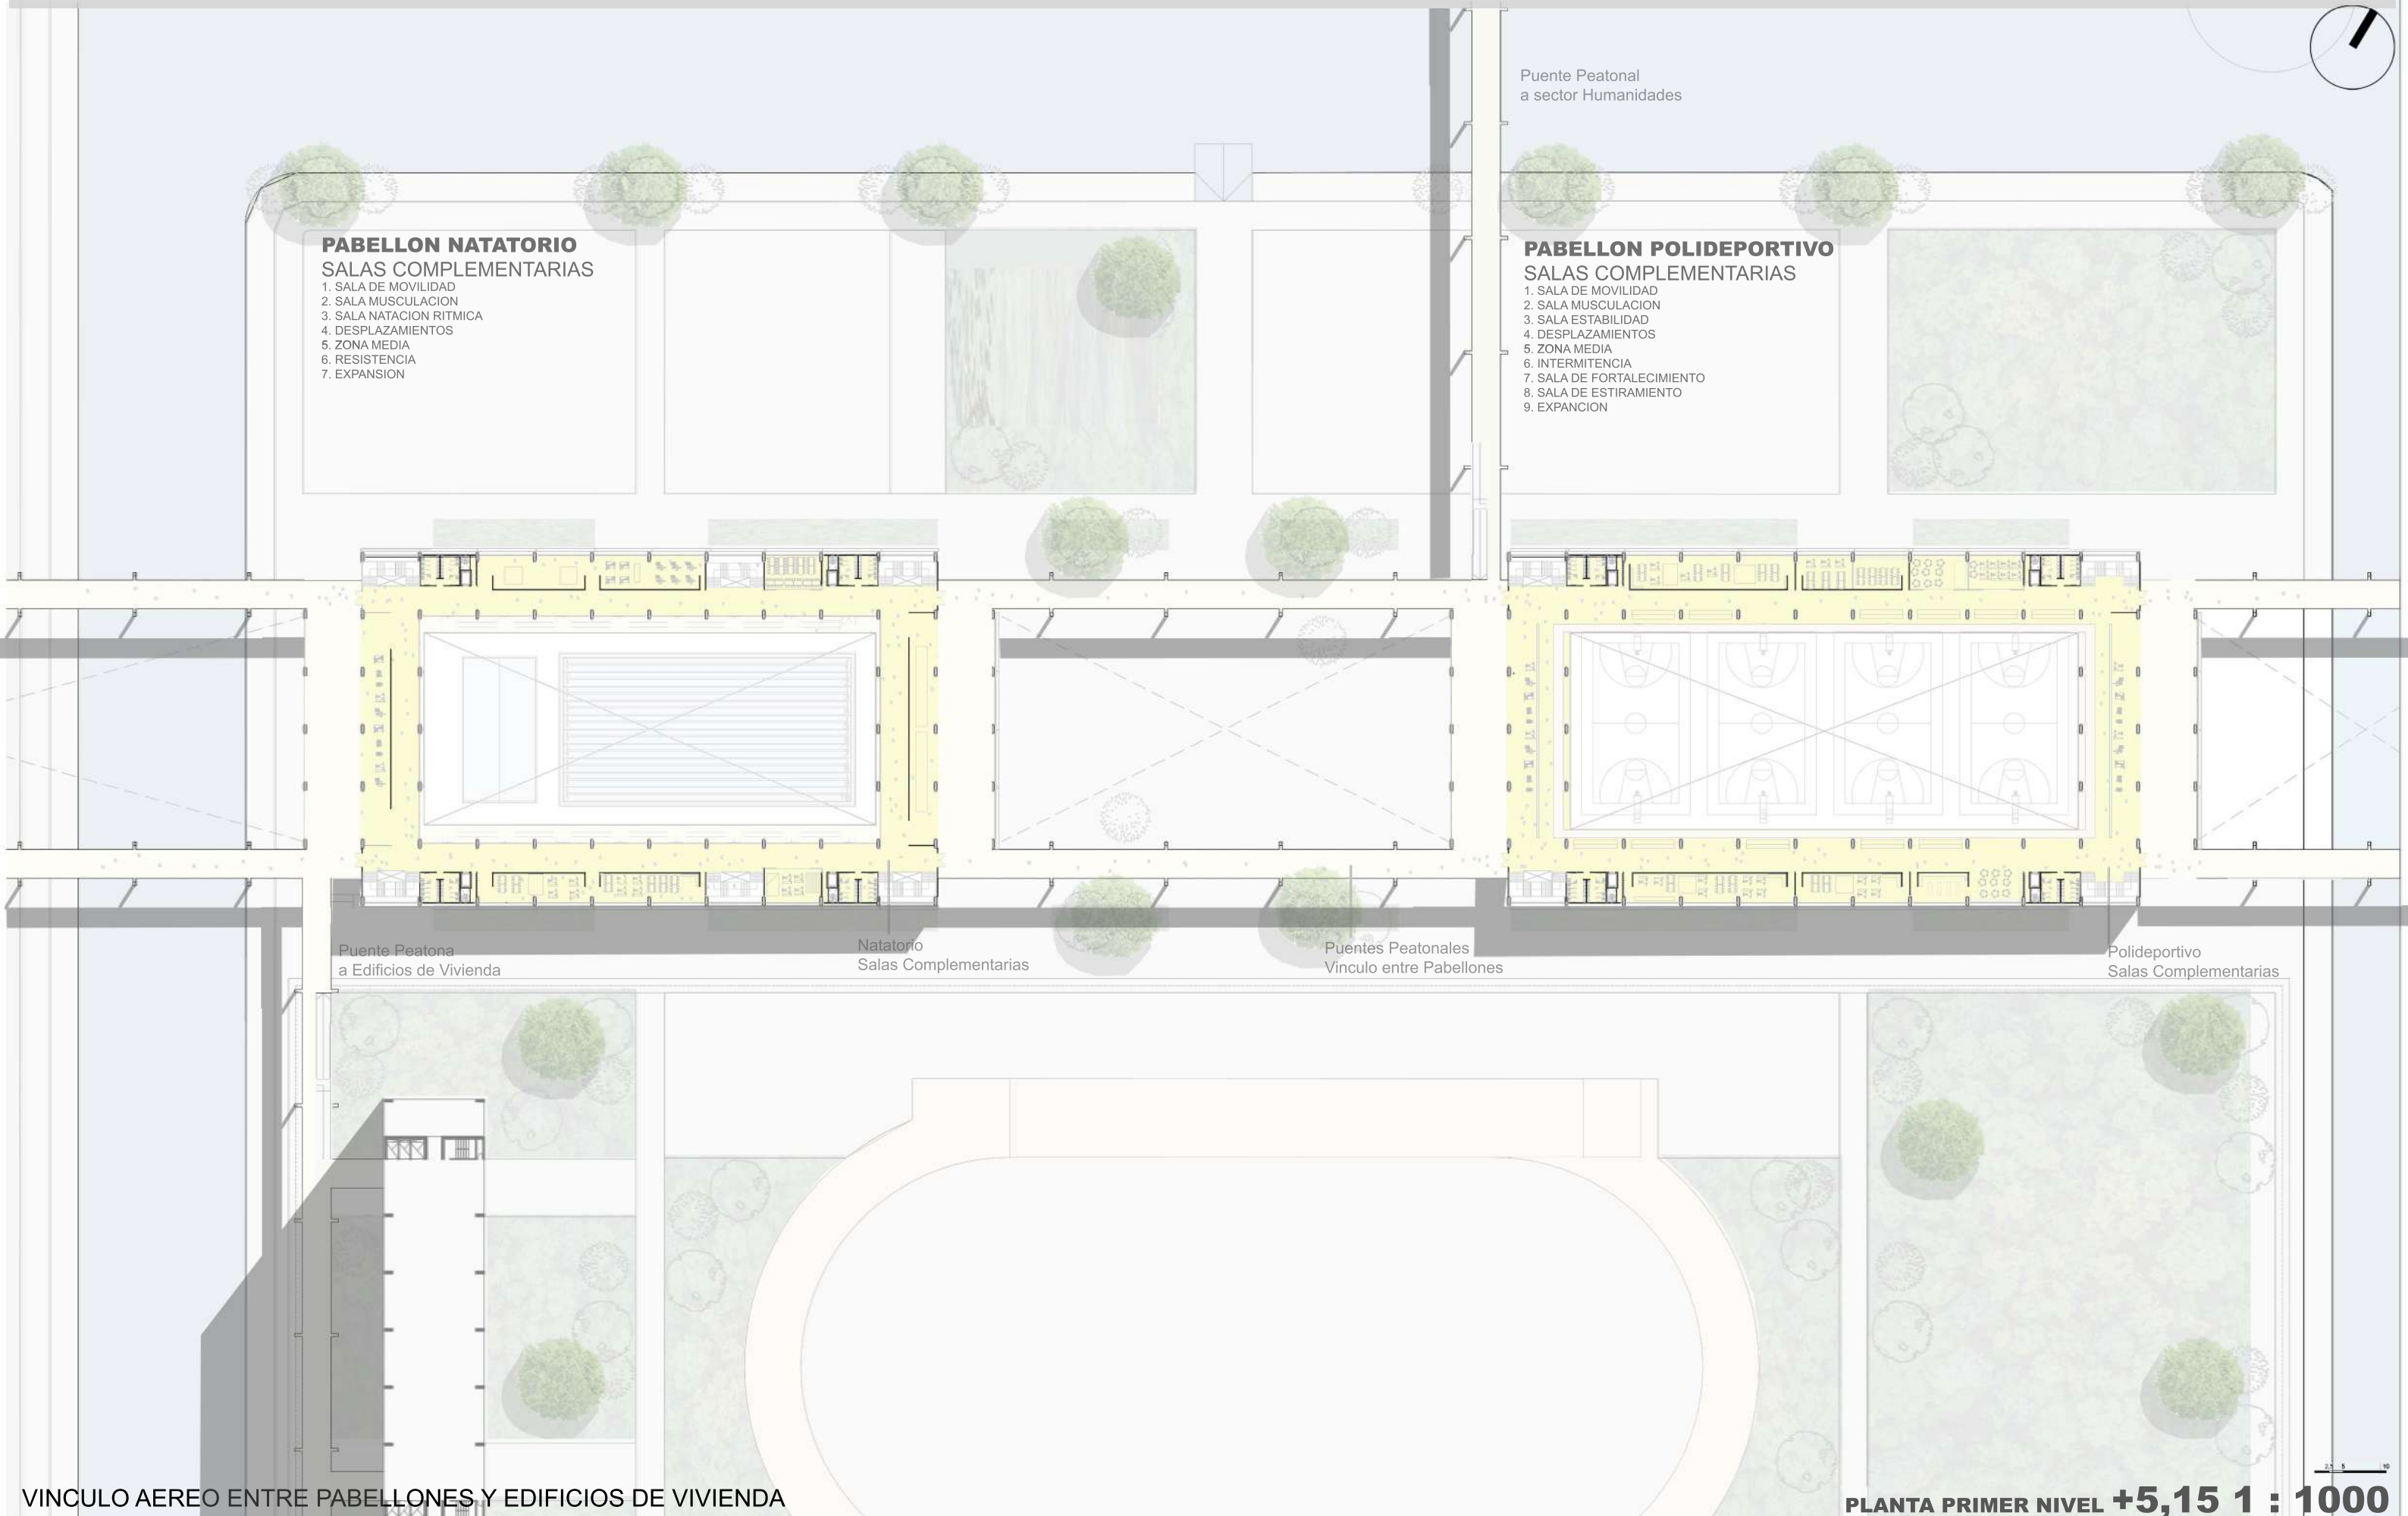 Puente Peatonal
a sector Humanidades
PABELLON NATATORIO
SALAS COMPLEMENTARIAS
1. SALA DE MOVILIDAD
2. SALA MUSCULACION
3. SALA NATACION RITMICA
4. DESPLAZAMIENTOS
5. ZONA MEDIA
6. RESISTENCIA
7. EXPANSION
PABELLON POLIDEPORTIVO
SALAS COMPLEMENTARIAS
1. SALA DE MOVILIDAD
2. SALA MUSCULACION
3. SALA ESTABILIDAD
4. DESPLAZAMIENTOS
5. ZONA MEDIA
6. INTERMITENCIA
7. SALA DE FORTALECIMIENTO
8. SALA DE ESTIRAMIENTO
9. EXPANCION
Puente Peatona
a Edificios de Vivienda
Natatorio
Salas Complementarias
Puentes Peatonales
Vinculo entre Pabellones
Polideportivo
Salas Complementarias
2,5 5 10
VINCULO AEREO ENTRE PABELLONES Y EDIFICIOS DE VIVIENDA
PLANTA PRIMER NIVEL +5,15 1 : 1000